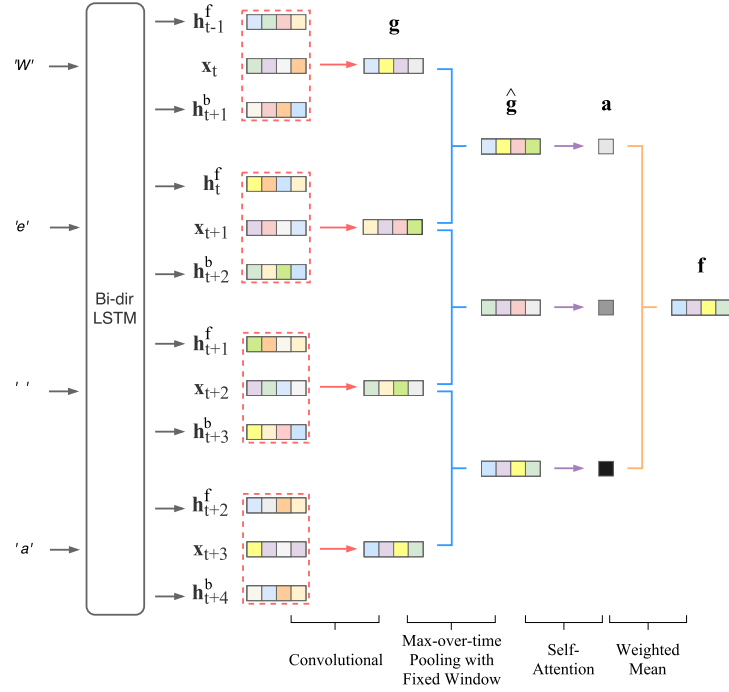 h^f_{t-1}
g
'W'
x_t
h^b_{t+1}
ĝ
a
h^f_t
'e'
x_{t+1}
h^b_{t+2}
f
Bi-dir
LSTM
h^f_{t+1}
' '
x_{t+2}
h^b_{t+3}
h^f_{t+2}
'a'
x_{t+3}
h^b_{t+4}
Convolutional
Max-over-time
Pooling with
Fixed Window
Self-
Attention
Weighted
Mean